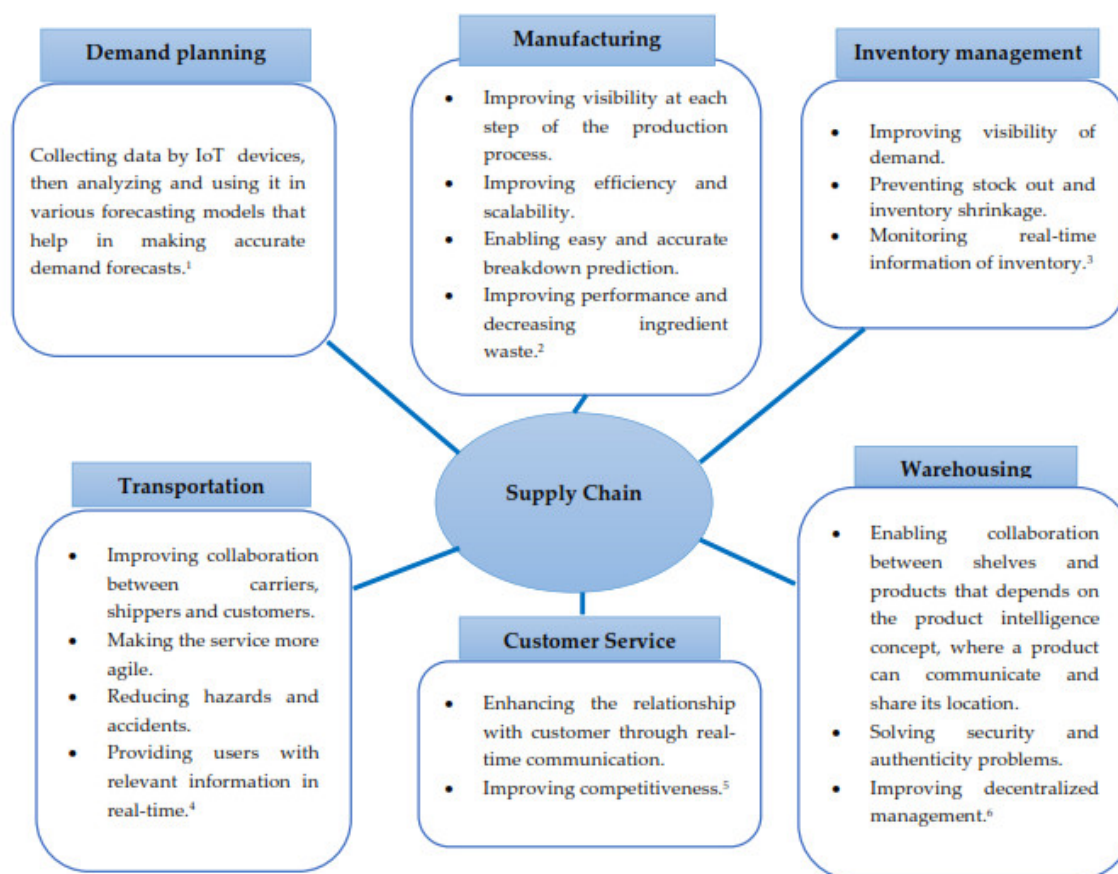 Demand planning
Collecting data by IoT devices,
then analyzing and using it in
various forecasting models that
help in making accurate
demand forecasts.¹
Manufacturing
• Improving visibility at each
step of the production
process.
• Improving efficiency and
scalability.
• Enabling easy and accurate
breakdown prediction.
• Improving performance and
decreasing ingredient
waste.²
Inventory management
• Improving visibility of
demand.
• Preventing stock out and
inventory shrinkage.
• Monitoring real-time
information of inventory.³
Supply Chain
Transportation
• Improving collaboration
between carriers,
shippers and customers.
• Making the service more
agile.
• Reducing hazards and
accidents.
• Providing users with
relevant information in
real-time.⁴
Customer Service
• Enhancing the relationship
with customer through real-
time communication.
• Improving competitiveness.⁵
Warehousing
• Enabling collaboration
between shelves and
products that depends on
the product intelligence
concept, where a product
can communicate and
share its location.
• Solving security and
authenticity problems.
• Improving decentralized
management.⁶